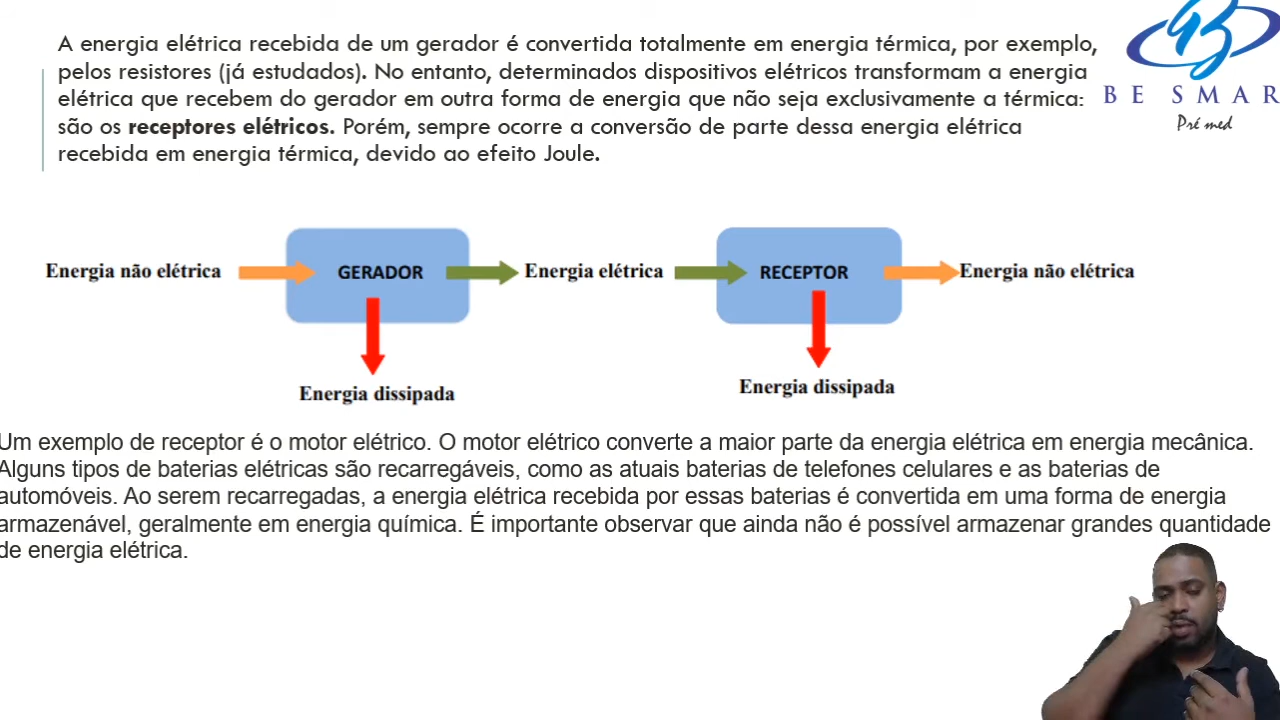 A energia elétrica recebida de um gerador é convertida totalmente em energia térmica, por exemplo,
pelos resistores (já estudados). No entanto, determinados dispositivos elétricos transformam a energia
elétrica que recebem do gerador em outra forma de energia que não seja exclusivamente a térmica:
são os receptores elétricos. Porém, sempre ocorre a conversão de parte dessa energia elétrica
recebida em energia térmica, devido ao efeito Joule.
BE SMAR
Pré med
Energia não elétrica
GERADOR
Energia elétrica
RECEPTOR
Energia não elétrica
Energia dissipada
Energia dissipada
Um exemplo de receptor é o motor elétrico. O motor elétrico converte a maior parte da energia elétrica em energia mecânica.
Alguns tipos de baterias elétricas são recarregáveis, como as atuais baterias de telefones celulares e as baterias de
automóveis. Ao serem recarregadas, a energia elétrica recebida por essas baterias é convertida em uma forma de energia
armazenável, geralmente em energia química. É importante observar que ainda não é possível armazenar grandes quantidade
de energia elétrica.